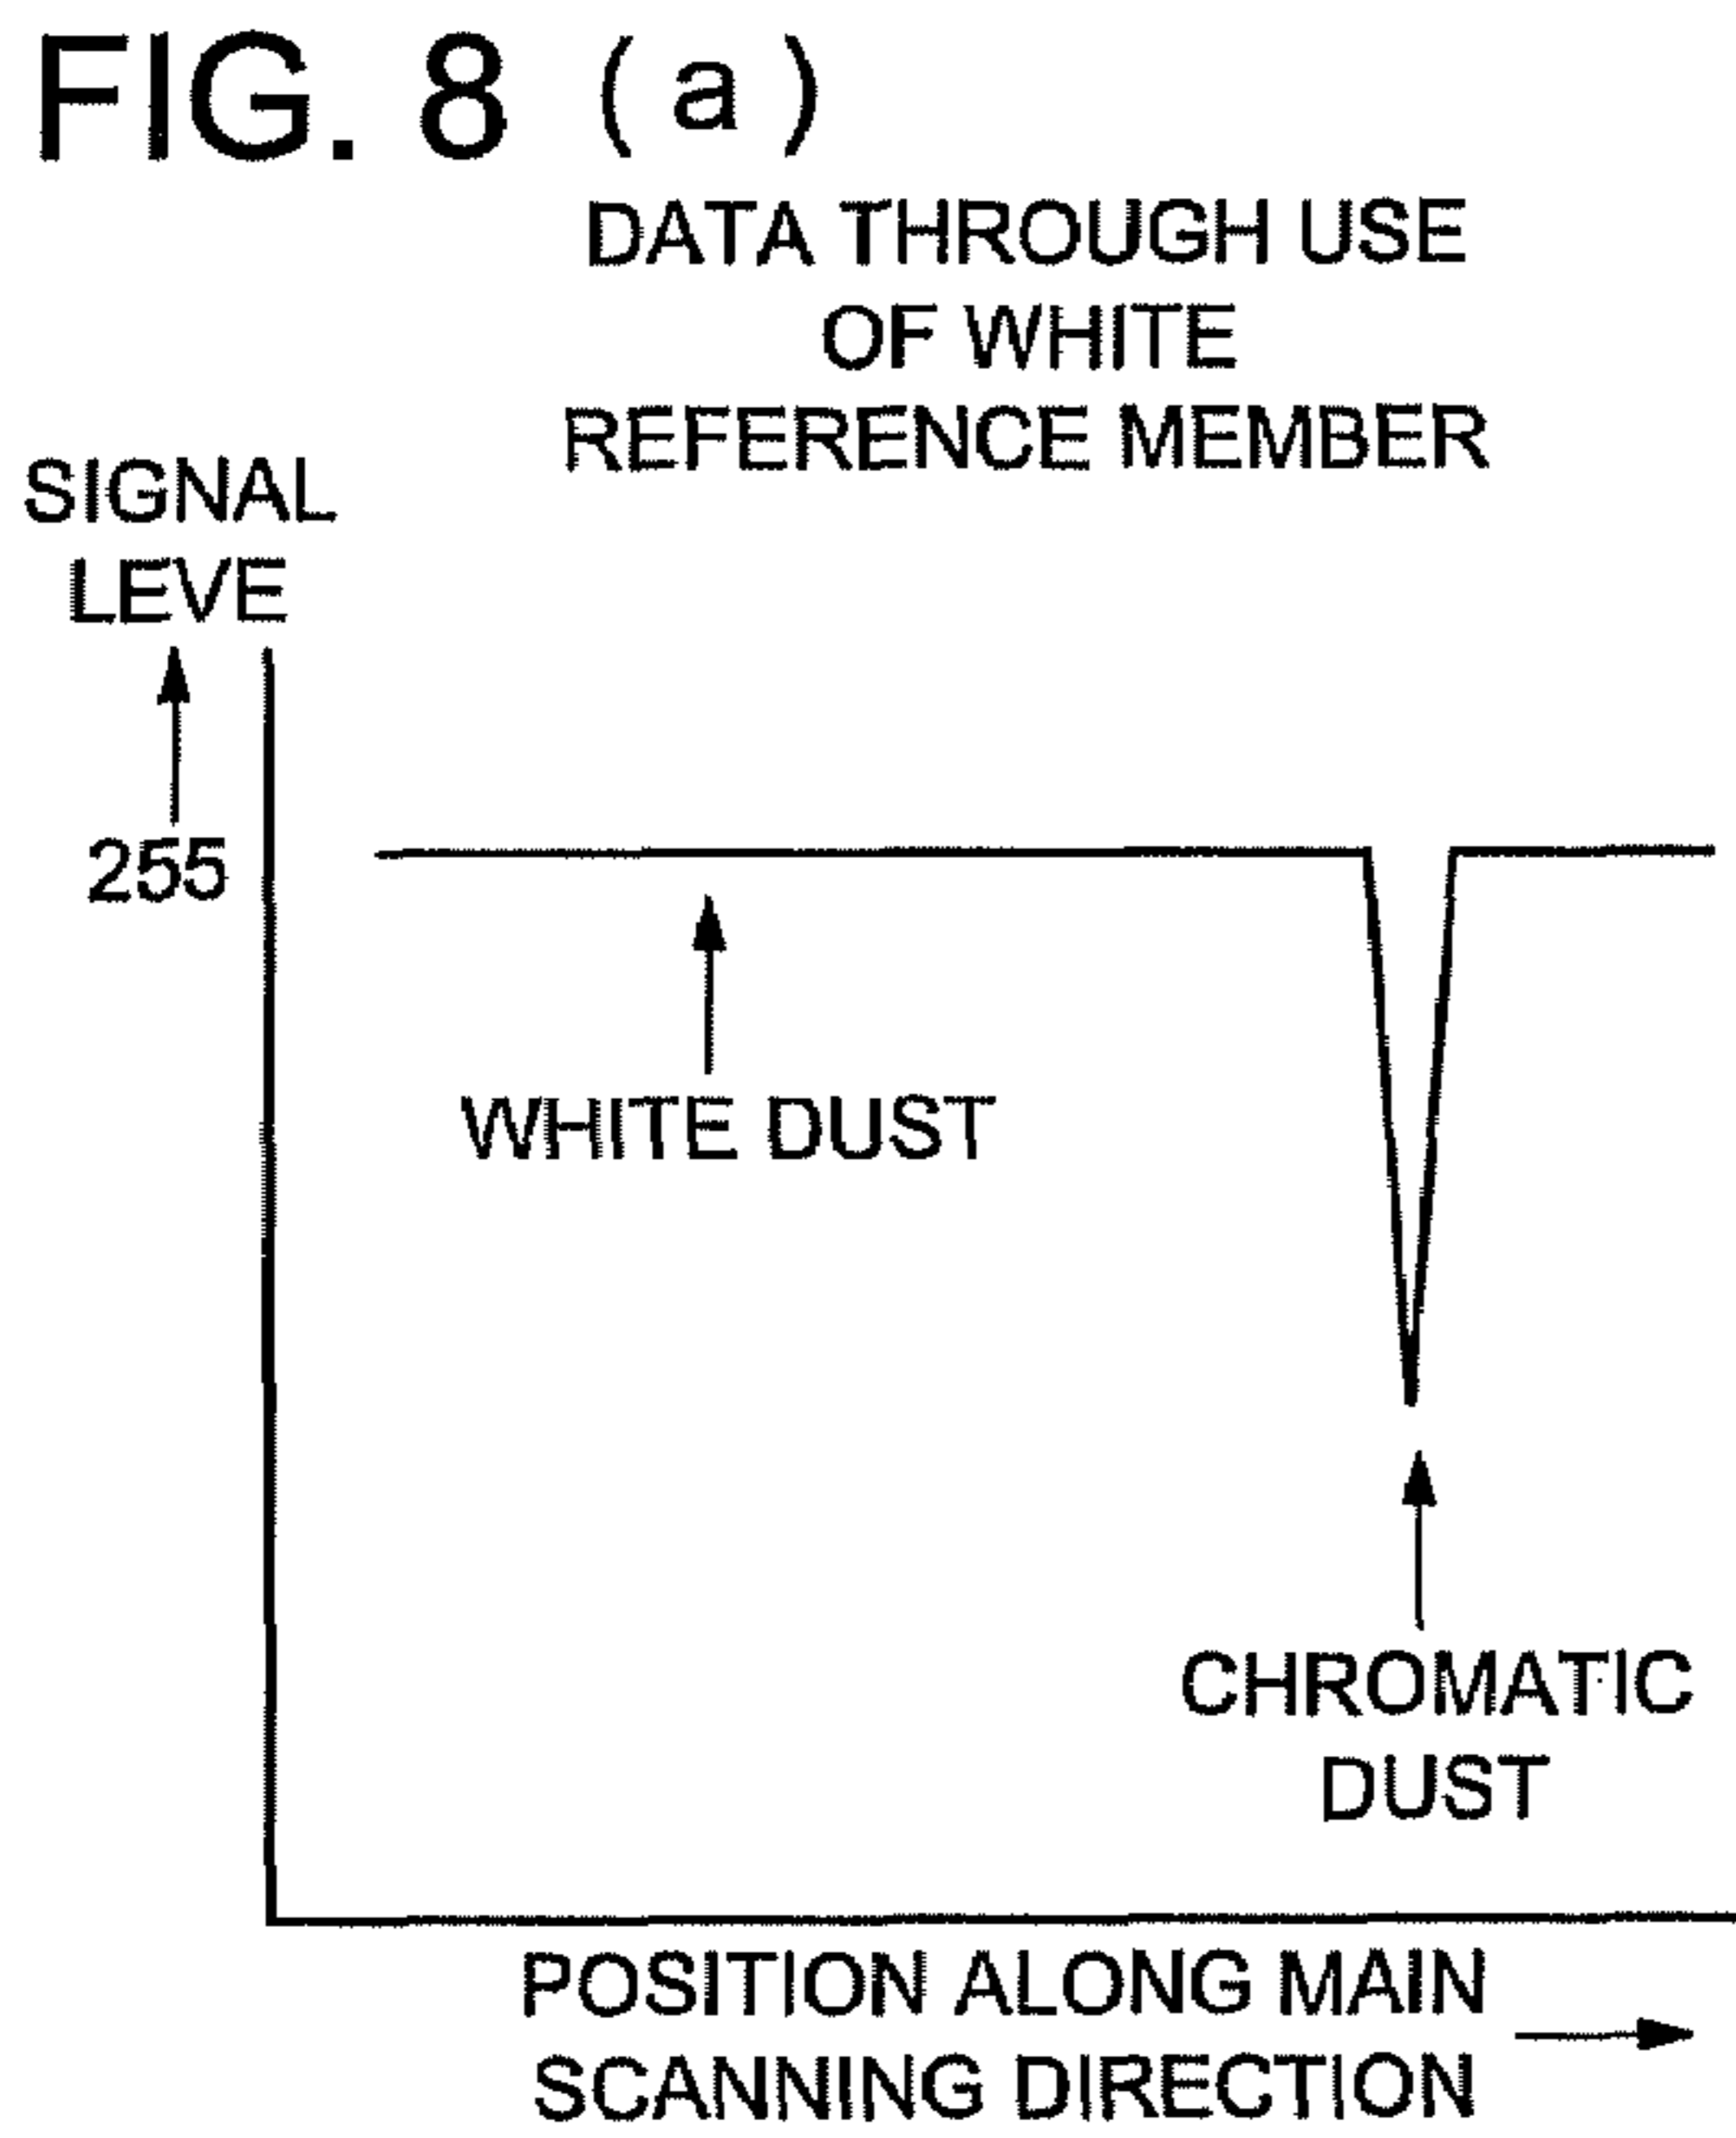 FIG. 8 (a)
DATA THROUGH USE
OF WHITE
REFERENCE MEMBER
SIGNAL
LEVE
255
WHITE DUST
CHROMATIC
DUST
POSITION ALONG MAIN
SCANNING DIRECTION